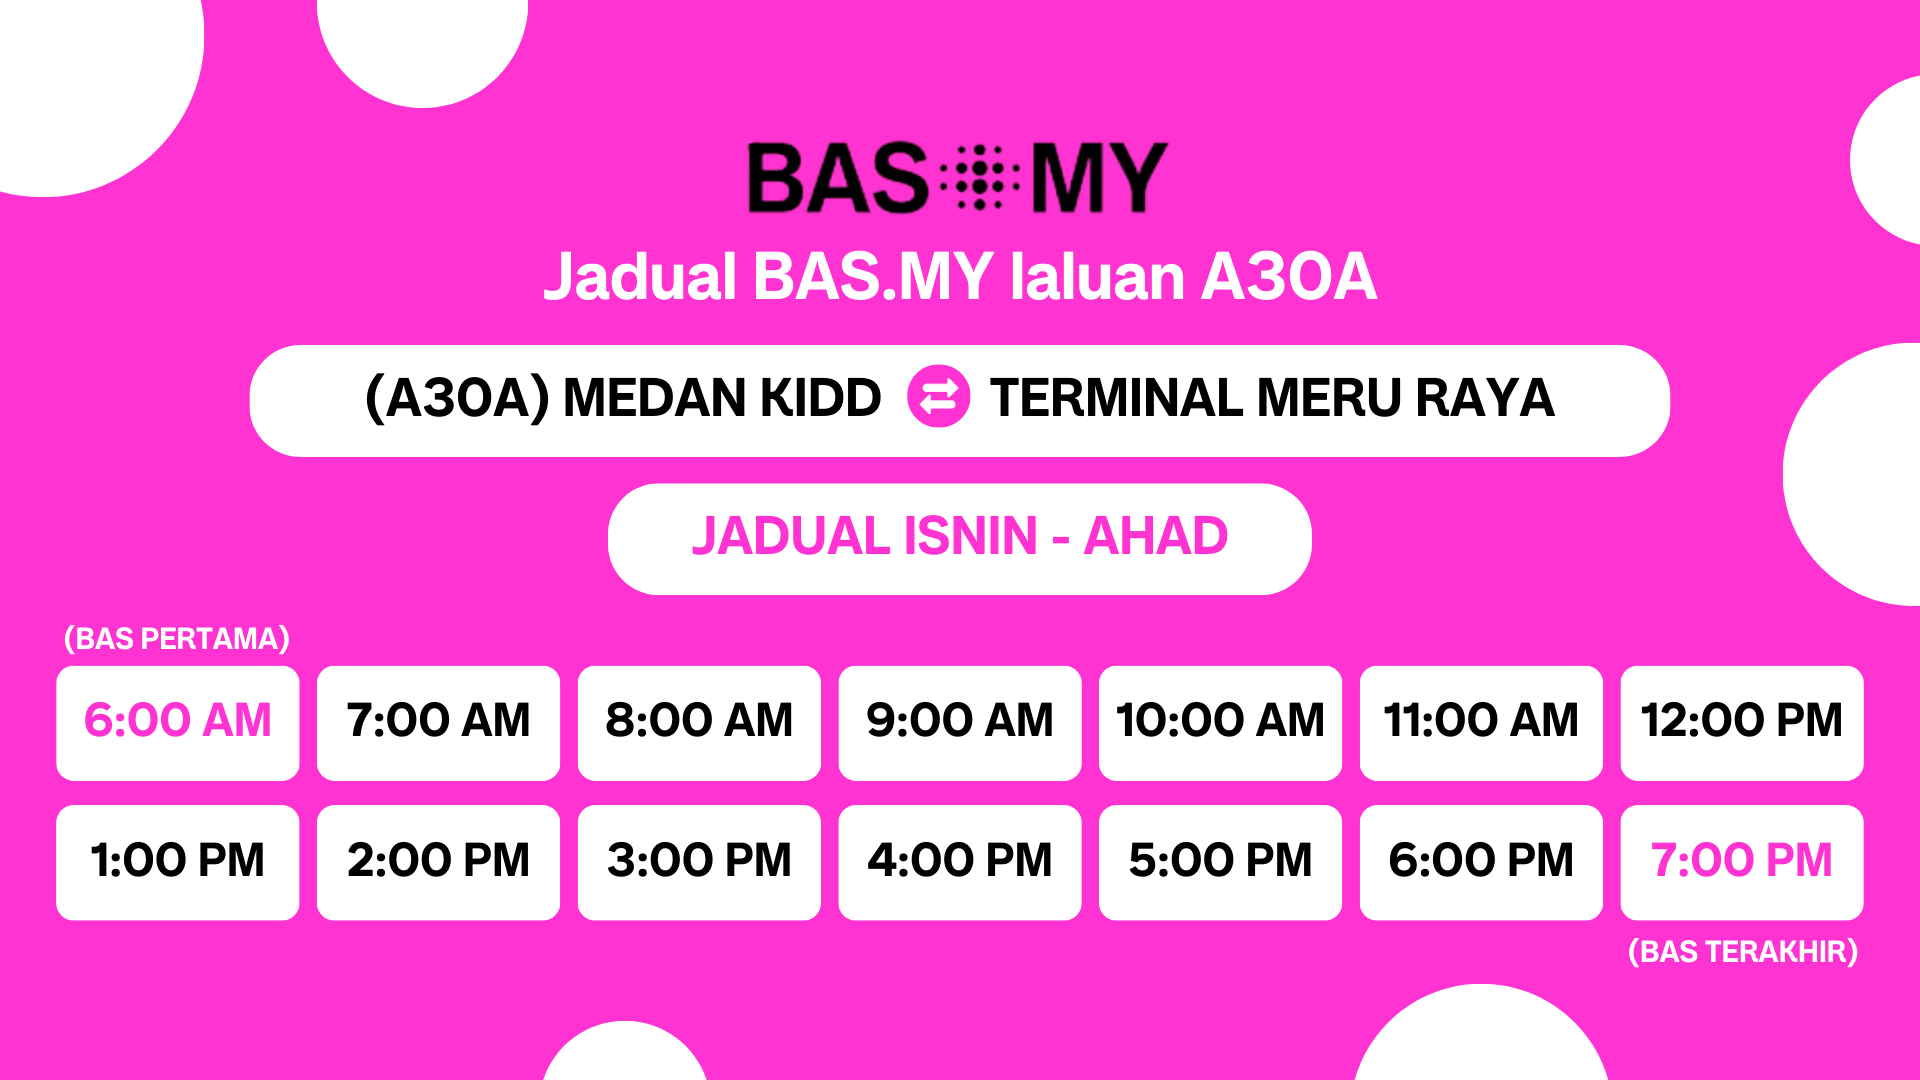 BAS MY
Jadual BAS.MY laluan A30A
(A30A) MEDAN KIDD TERMINAL MERU RAYA
JADUAL ISNIN - AHAD
(BAS PERTAMA)
6:00 AM 7:00 AM 8:00 AM 9:00 AM 10:00 AM 11:00 AM 12:00 PM
1:00 PM 2:00 PM 3:00 PM 4:00 PM 5:00 PM 6:00 PM 7:00 PM
(BAS TERAKHIR)